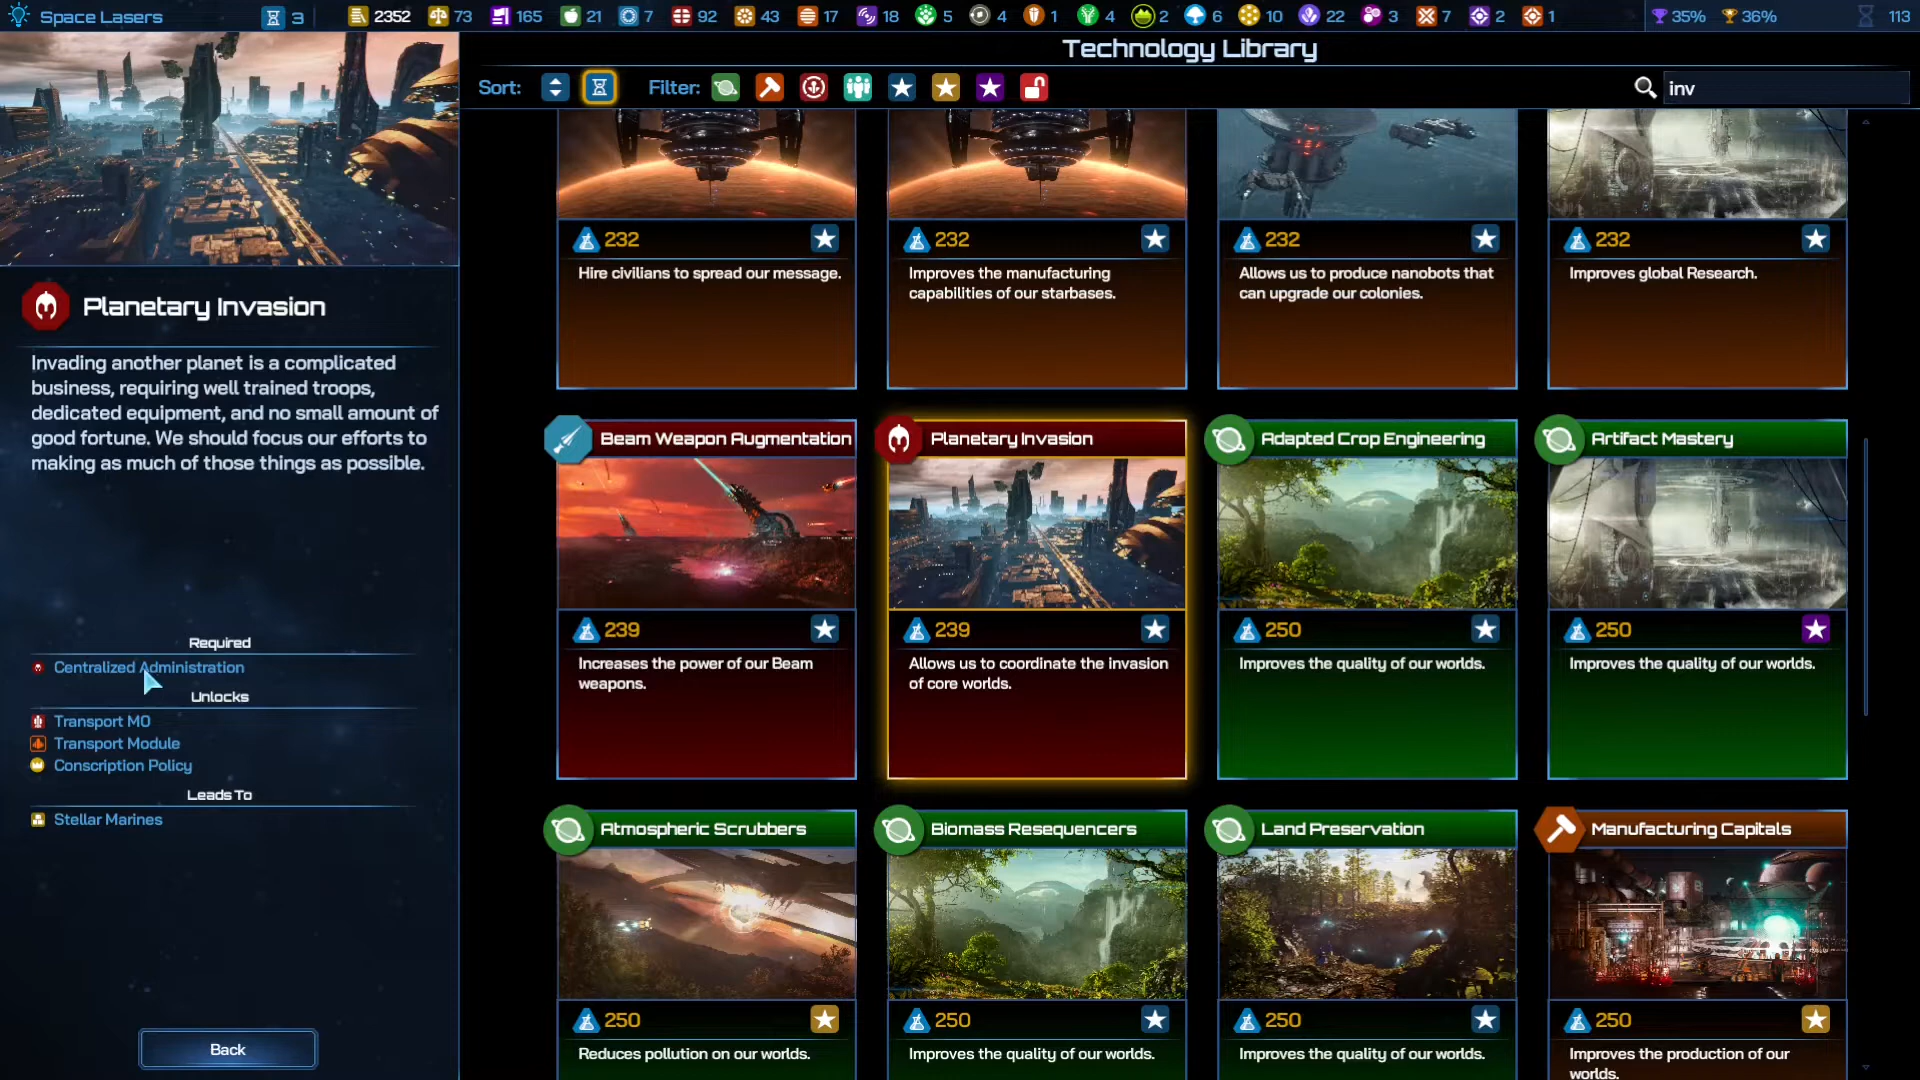 Space Lasers 3 2352 73 165 21 7 92 43 17 18 5 4 1 4 2 6 10 22 3 7 2 1 35% 36% 113
Technology Library
Sort: Filter: inv
Planetary Invasion
Invading another planet is a complicated
business, requiring well trained troops,
dedicated equipment, and no small amount of
good fortune. We should focus our efforts to
making as much of those things as possible.
Required
Centralized Administration
Unlocks
Transport MO
Transport Module
Conscription Policy
Leads To
Stellar Marines
Back
232
Hire civilians to spread our message.
232
Improves the manufacturing
capabilities of our starbases.
232
Allows us to produce nanobots that
can upgrade our colonies.
232
Improves global Research.
Beam Weapon Augmentation
239
Increases the power of our Beam
weapons.
Planetary Invasion
239
Allows us to coordinate the invasion
of core worlds.
Adapted Crop Engineering
250
Improves the quality of our worlds.
Artifact Mastery
250
Improves the quality of our worlds.
Atmospheric Scrubbers
250
Reduces pollution on our worlds.
Biomass Resequencers
250
Improves the quality of our worlds.
Land Preservation
250
Improves the quality of our worlds.
Manufacturing Capitals
250
Improves the production of our
worlds.